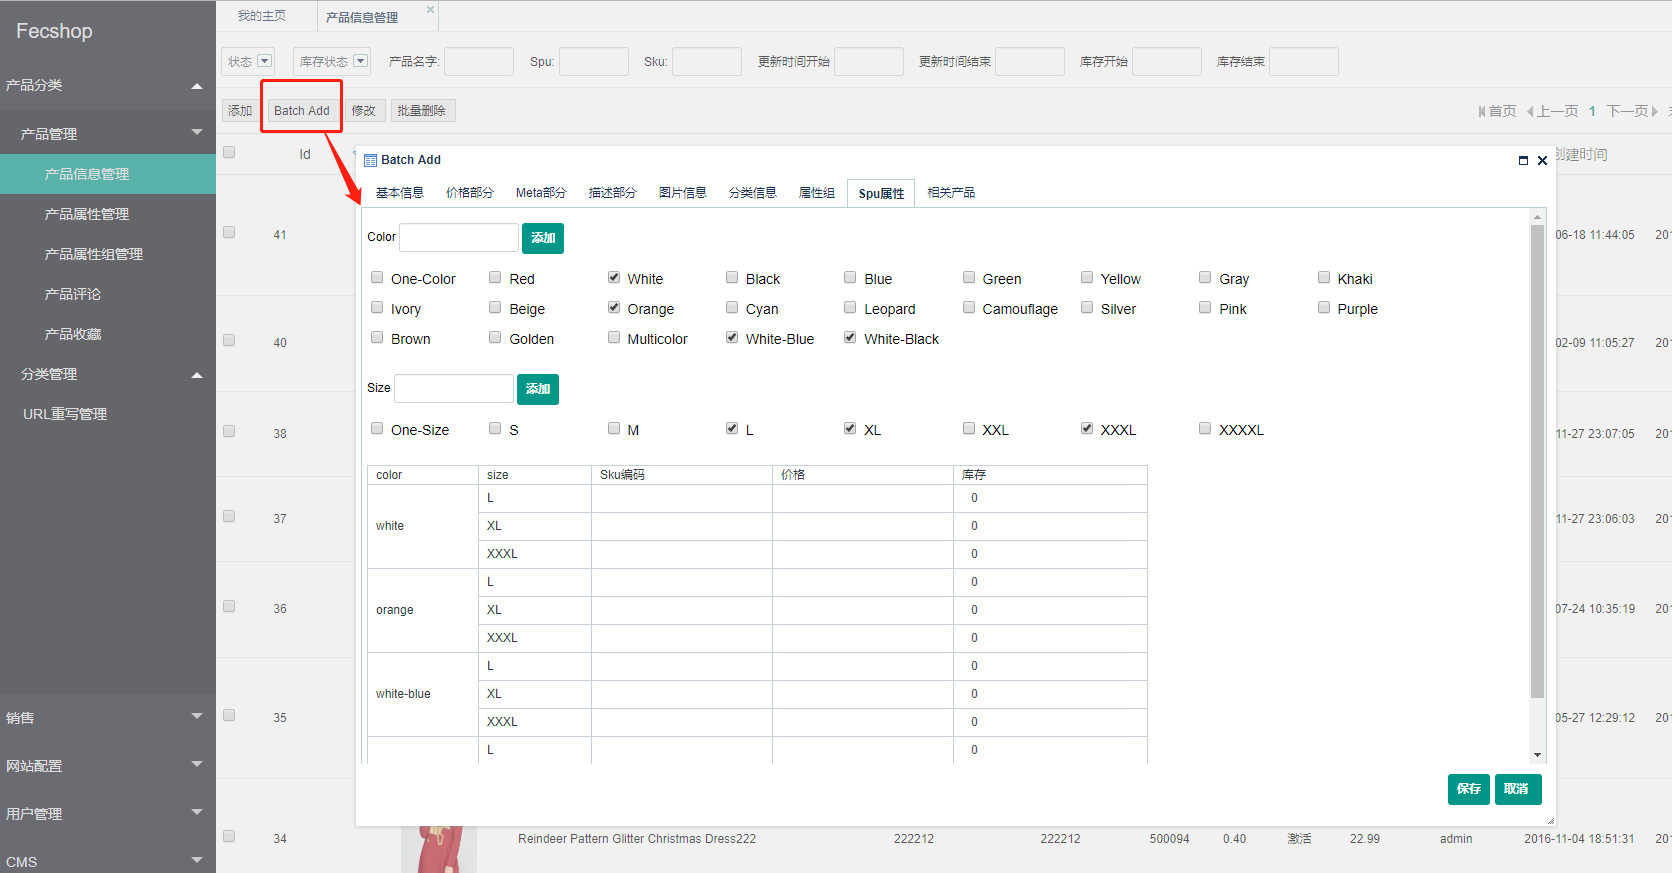 Fecshop
产品分类
产品管理
产品信息管理
产品属性管理
产品属性组管理
产品评论
产品收藏
分类管理
URL重写管理
销售
网站配置
用户管理
CMS
我的主页 产品信息管理
状态 库存状态 产品名字: Spu: Sku: 更新时间开始 更新时间结束 库存开始 库存结束
添加 Batch Add 修改 批量删除 首页 上一页 1 下一页
Id 创建时间
41 06-18 11:44:05 201
40 02-09 11:05:27 201
38 11-27 23:07:05 201
37 11-27 23:06:03 201
36 07-24 10:35:19 201
35 05-27 12:29:12 201
34 Reindeer Pattern Glitter Christmas Dress222 222212 222212 500094 0.40 激活 22.99 admin 2016-11-04 18:51:31 201
Batch Add
基本信息 价格部分 Meta部分 描述部分 图片信息 分类信息 属性组 Spu属性 相关产品
Color 添加
One-Color Red White Black Blue Green Yellow Gray Khaki
Ivory Beige Orange Cyan Leopard Camouflage Silver Pink Purple
Brown Golden Multicolor White-Blue White-Black
Size 添加
One-Size S M L XL XXL XXXL XXXXL
color size Sku编码 价格 库存
white
L 0
XL 0
XXXL 0
orange
L 0
XL 0
XXXL 0
white-blue
L 0
XL 0
XXXL 0
L 0
保存 取消